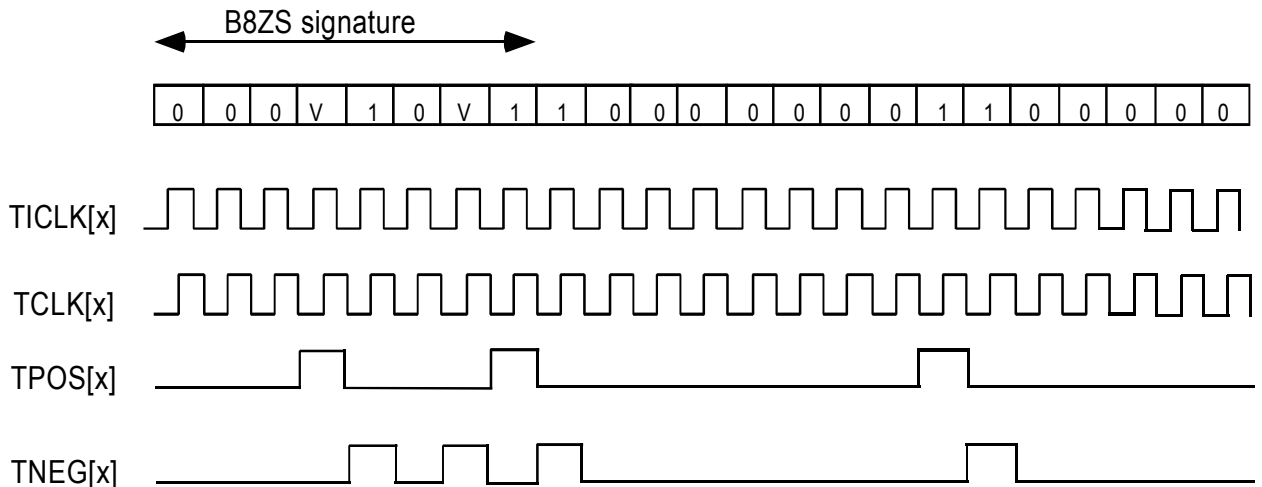 B8ZS signature
0 0 0 V 1 0 V 1 1 0 0 0 0 0 0 0 1 1 0 0 0 0 0
TICLK[x]
TCLK[x]
TPOS[x]
TNEG[x]